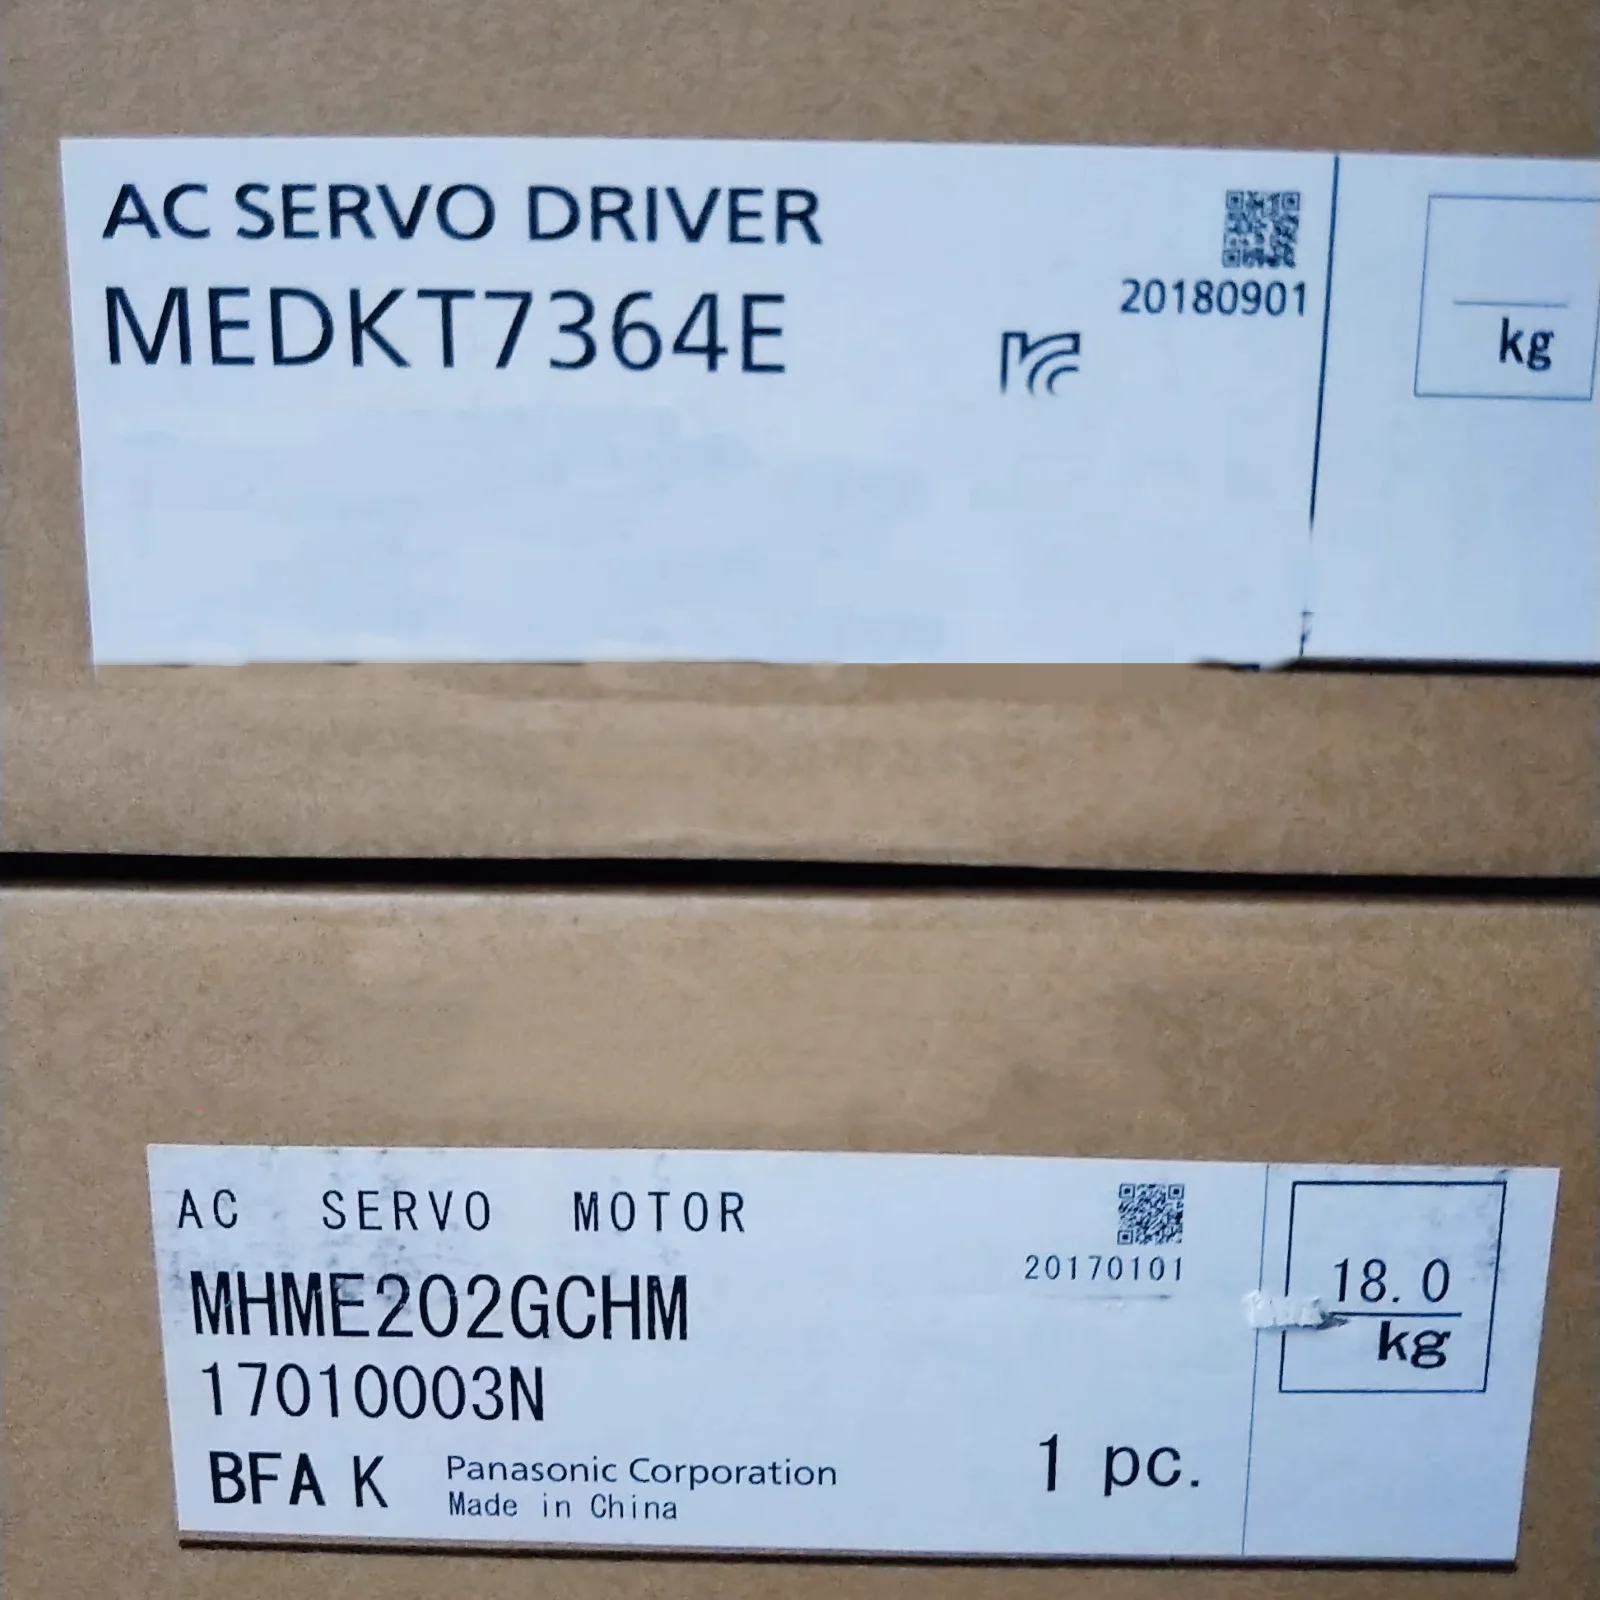 AC SERVO DRIVER
MEDKT7364E
20180901
kg
AC SERVO MOTOR
MHME202GCHM
17010003N
20170101
18.0
kg
BFA K
Panasonic Corporation
Made in China
1 pc.